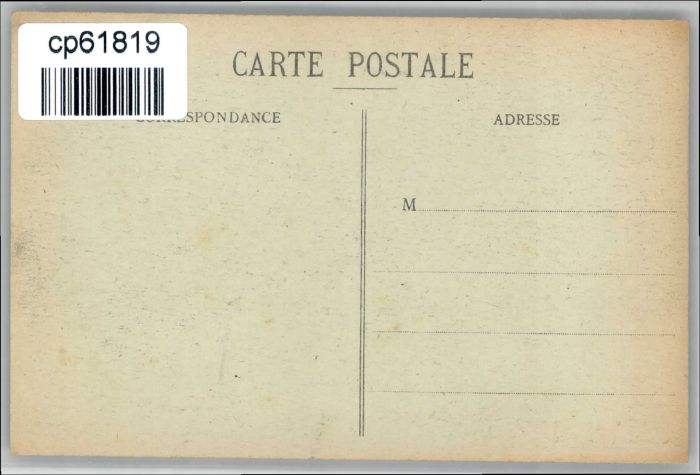 cp61819
CARTE POSTALE
CORRESPONDANCE
ADRESSE
M